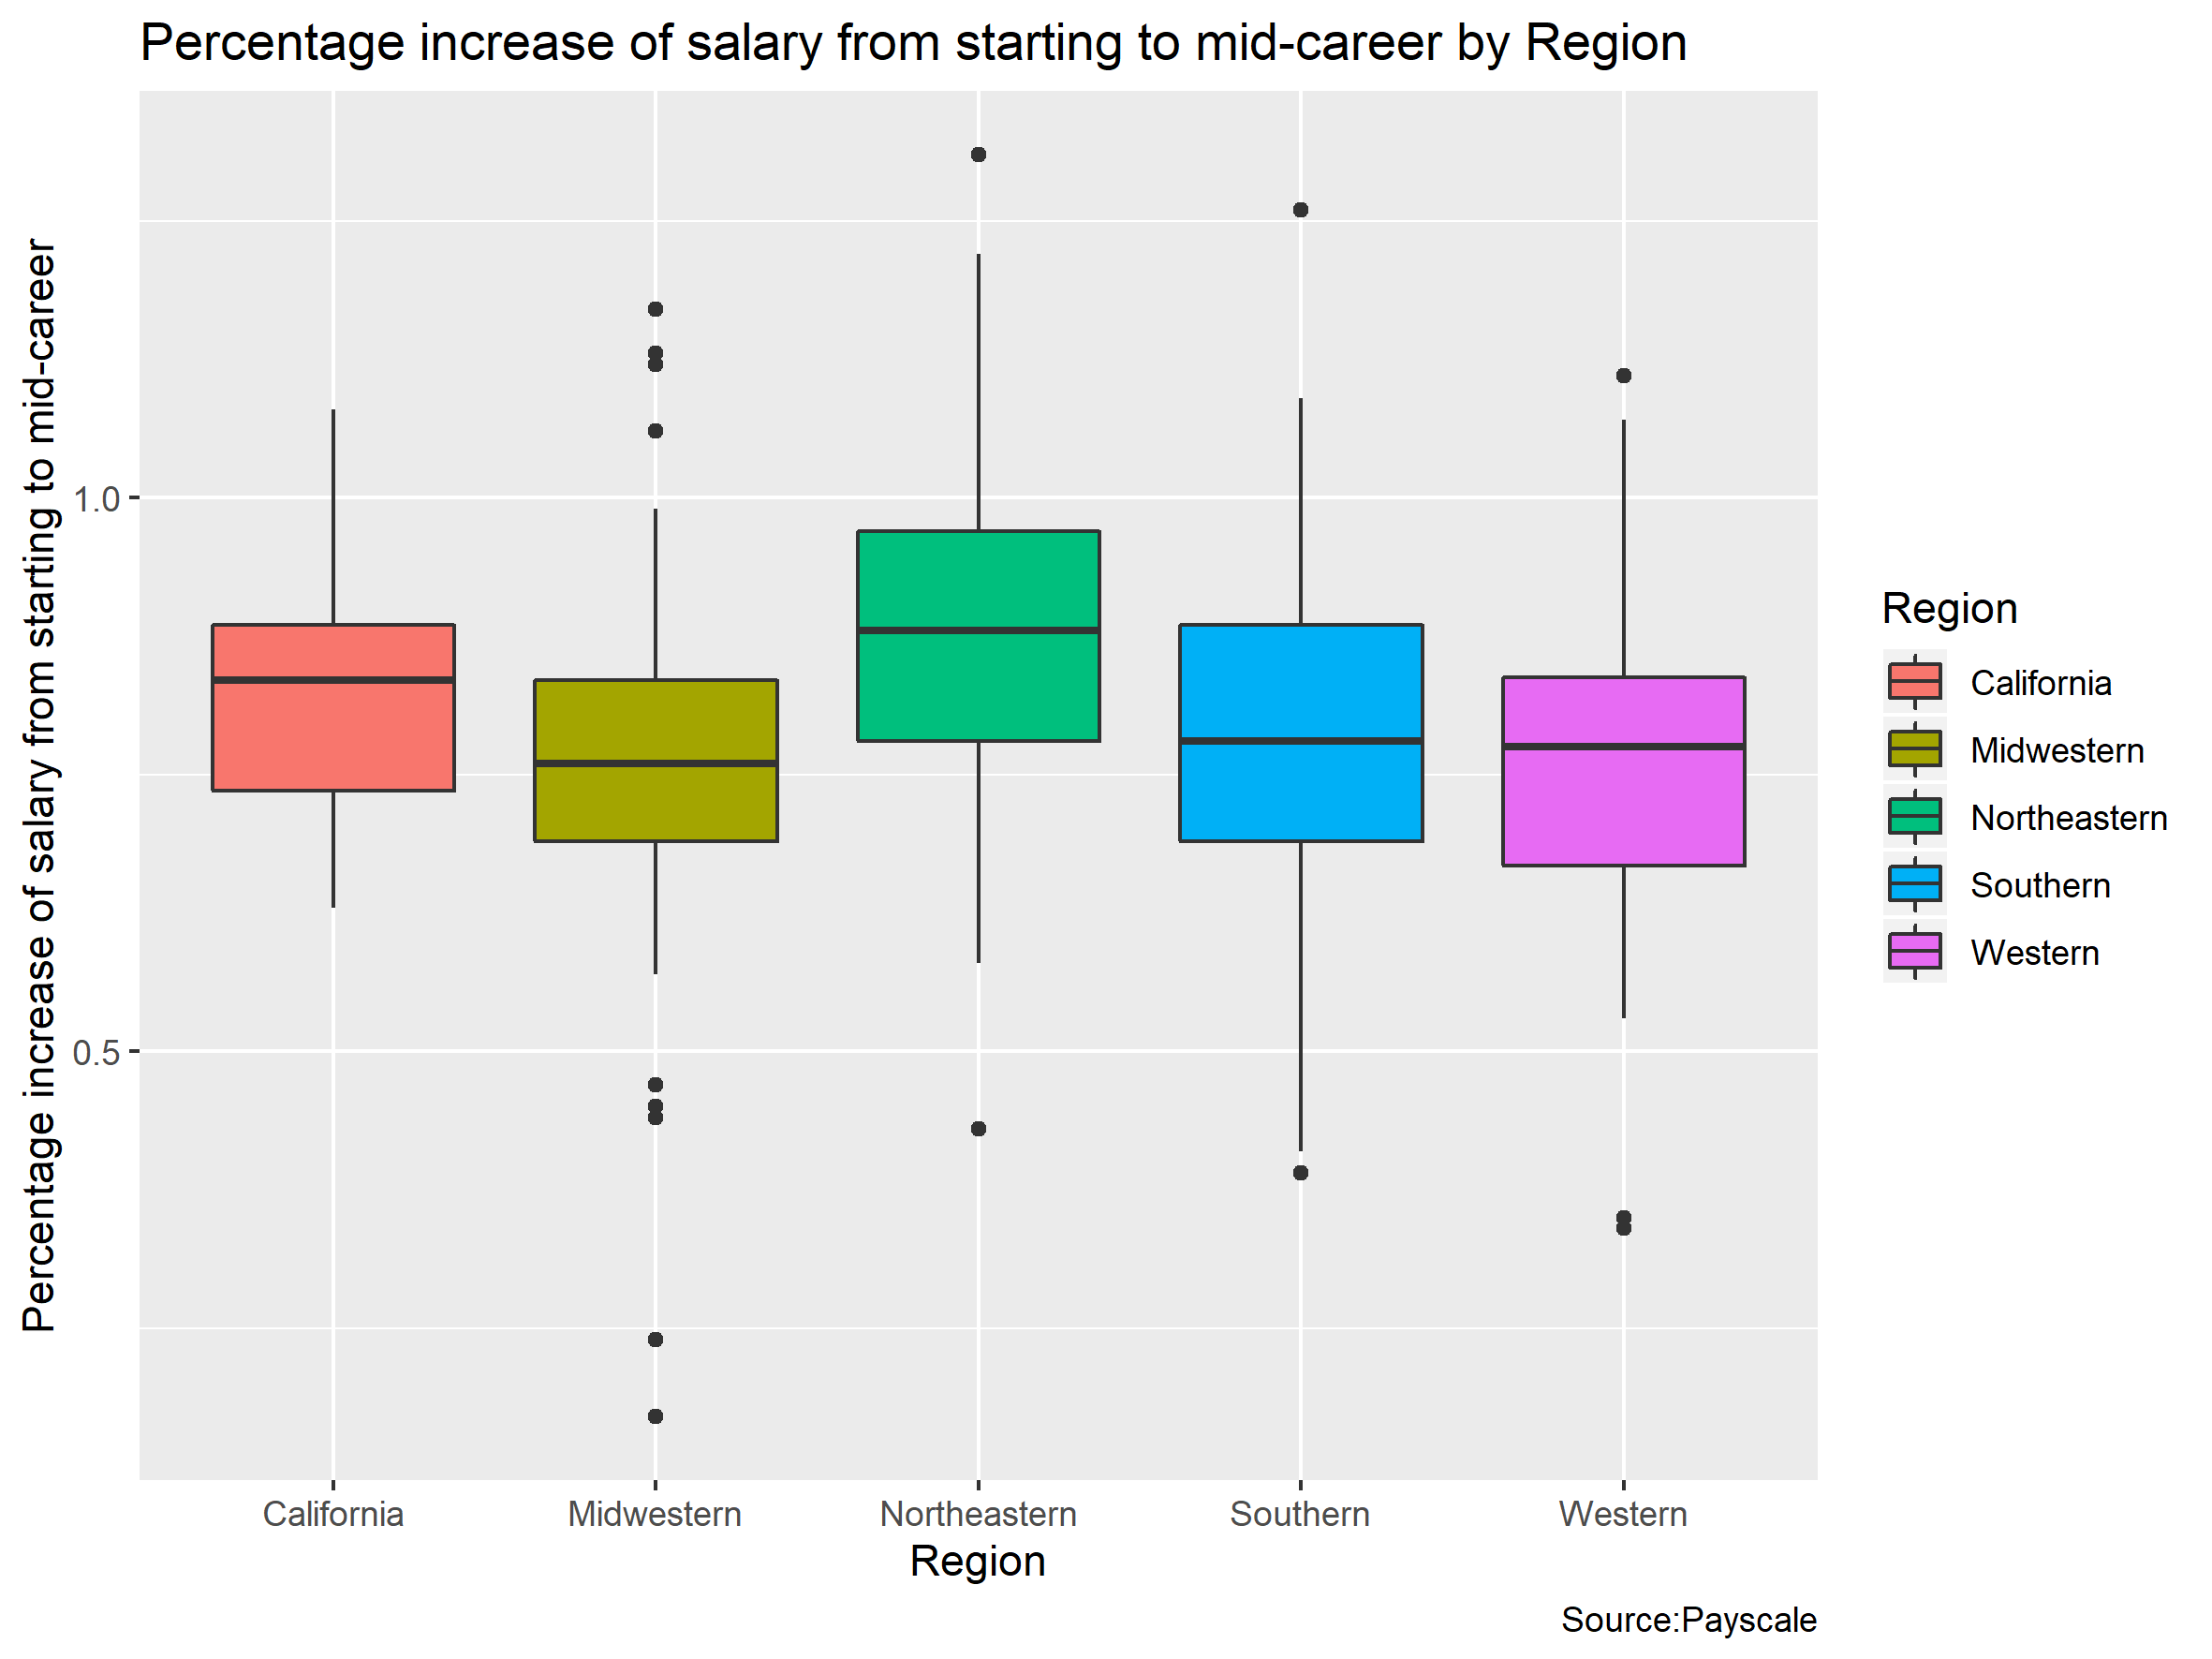 Percentage increase of salary from starting to mid-career by Region
Percentage increase of salary from starting to mid-career
1.0
0.5
California
Midwestern
Northeastern
Southern
Western
Region
Region
California
Midwestern
Northeastern
Southern
Western
Source:Payscale